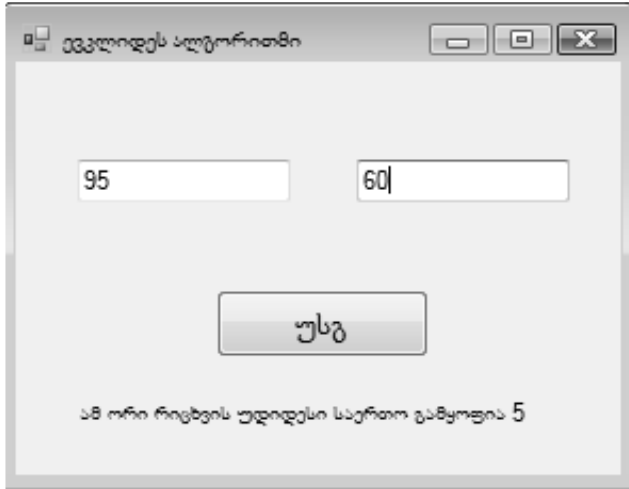 ევკლიდეს ალგორითმი
95
60
უსგ
ამ ორი რიცხვის უდიდესი საერთო გამყოფია 5